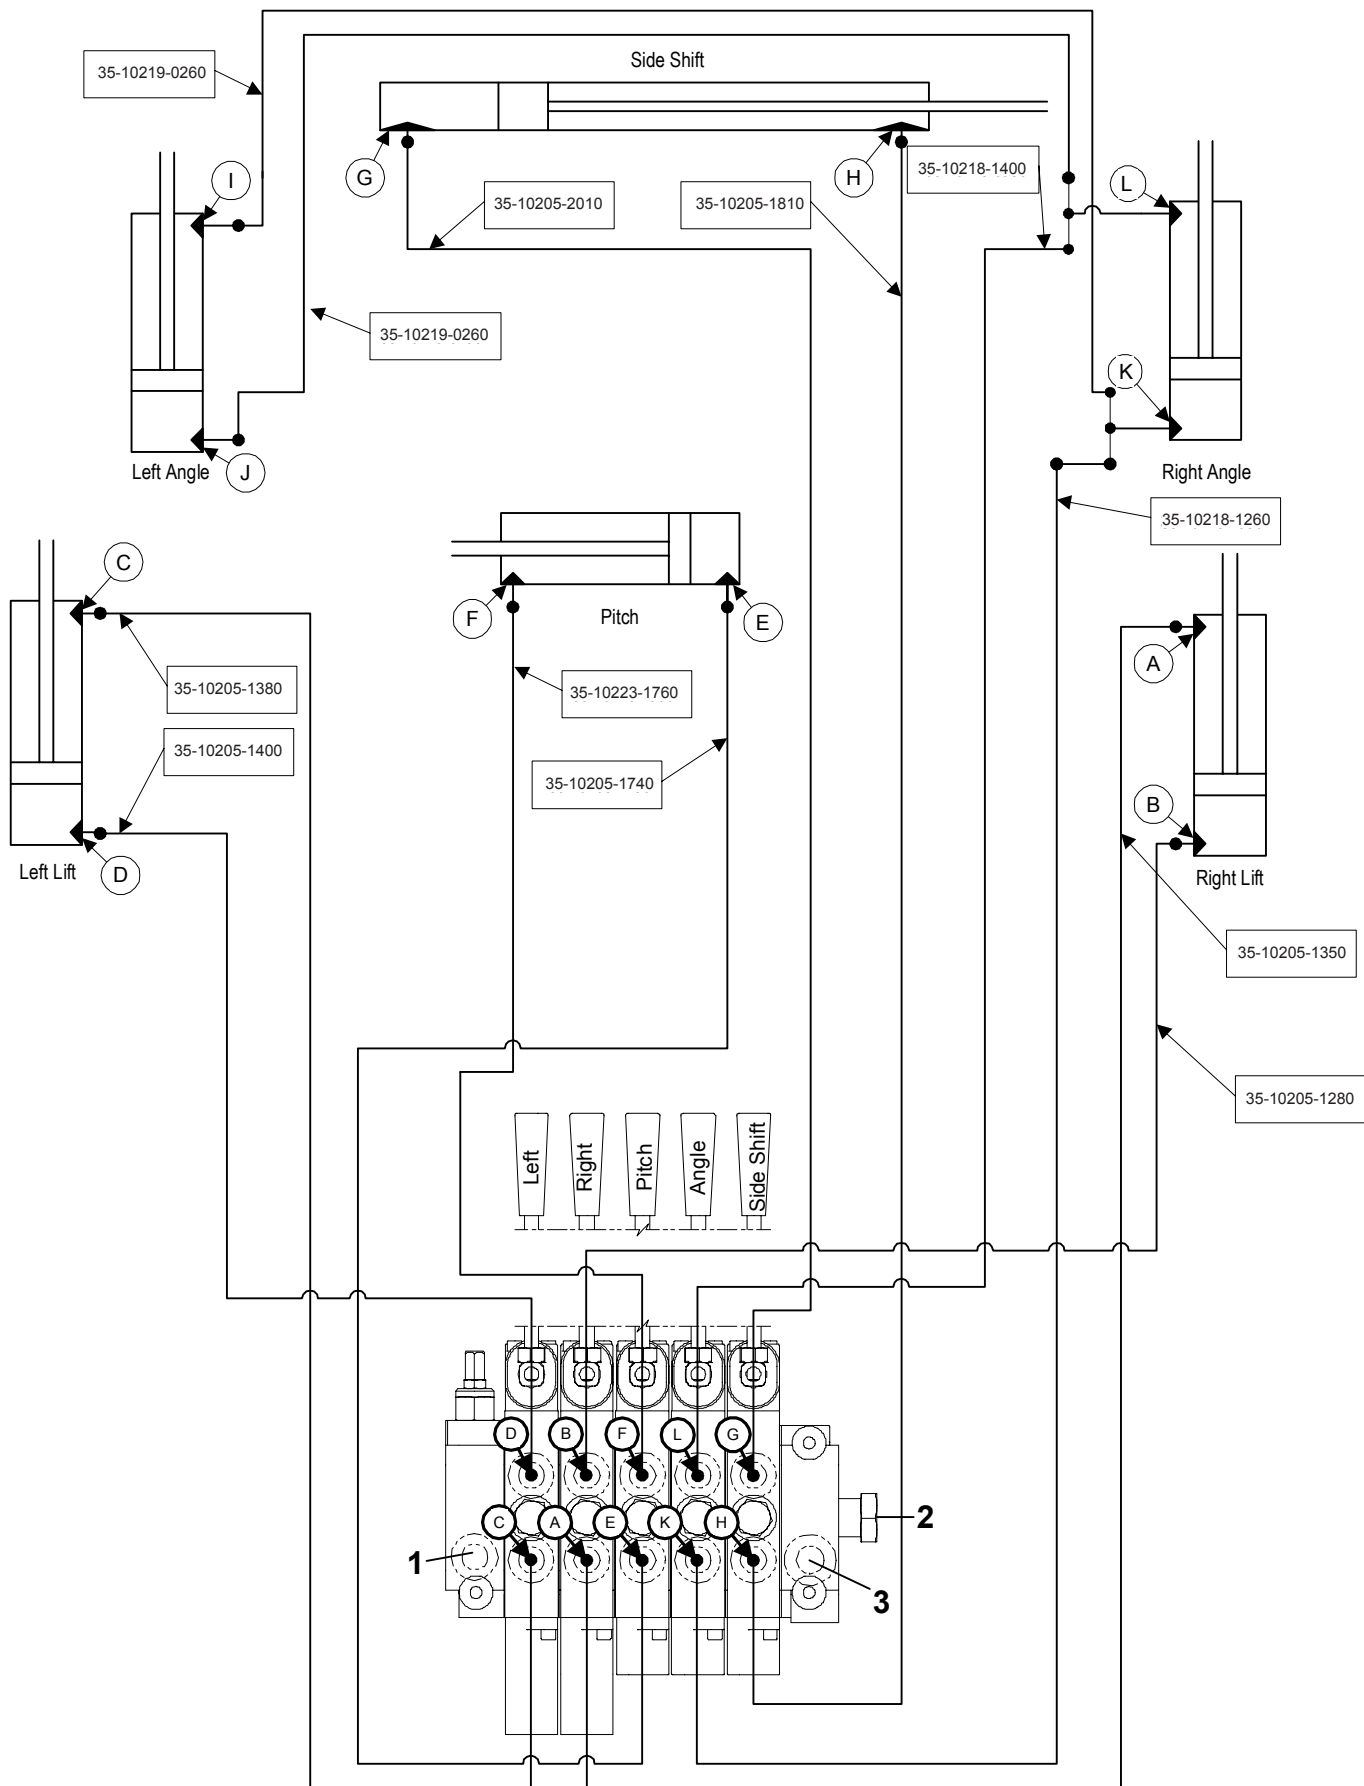 Side Shift
35-10219-0260
G
H
35-10218-1400
I
L
35-10205-2010
35-10205-1810
35-10219-0260
K
Left Angle
J
Right Angle
35-10218-1260
C
F
Pitch
E
A
35-10205-1380
35-10223-1760
35-10205-1400
35-10205-1740
B
Left Lift
D
Right Lift
35-10205-1350
35-10205-1280
Left
Right
Pitch
Angle
Side Shift
D
B
F
L
G
C
A
E
K
H
1
2
3